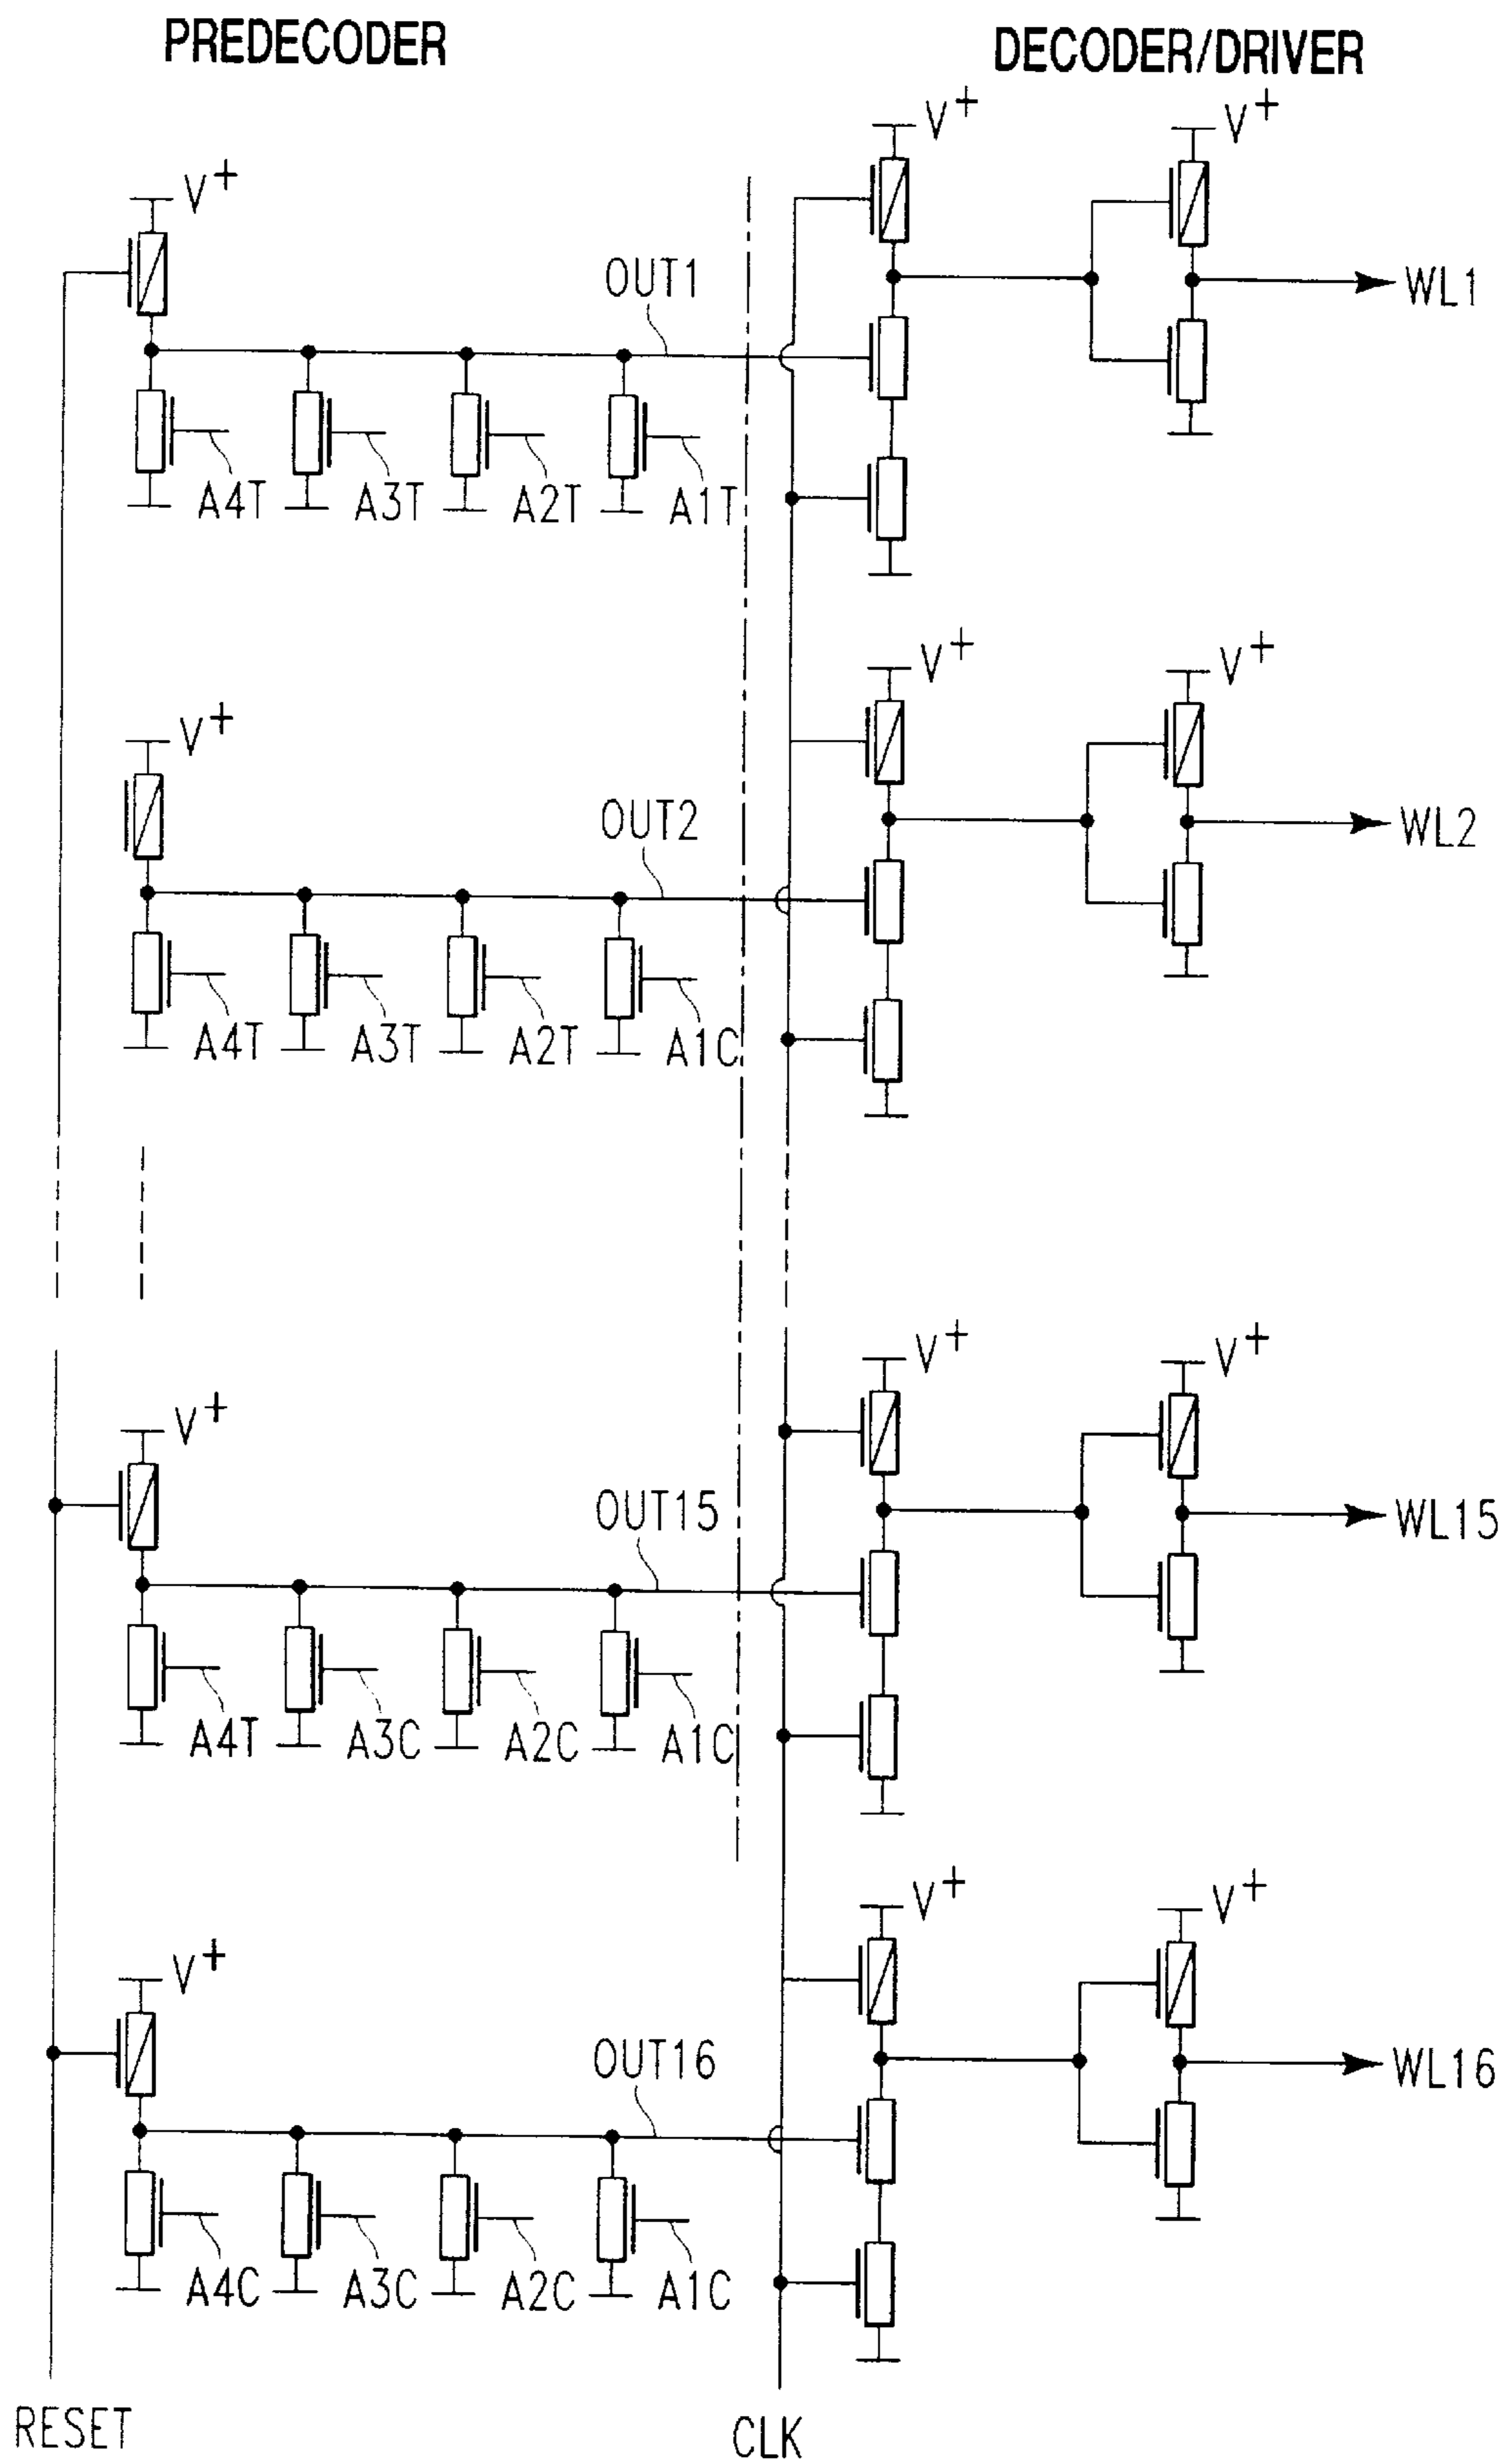 PREDECODER
DECODER/DRIVER
V+
V+
V+
OUT1
WL1
A4T
A3T
A2T
A1T
V+
V+
V+
OUT2
WL2
A4T
A3T
A2T
A1C
V+
V+
V+
OUT15
WL15
A4T
A3C
A2C
A1C
V+
V+
V+
OUT16
WL16
A4C
A3C
A2C
A1C
RESET
CLK